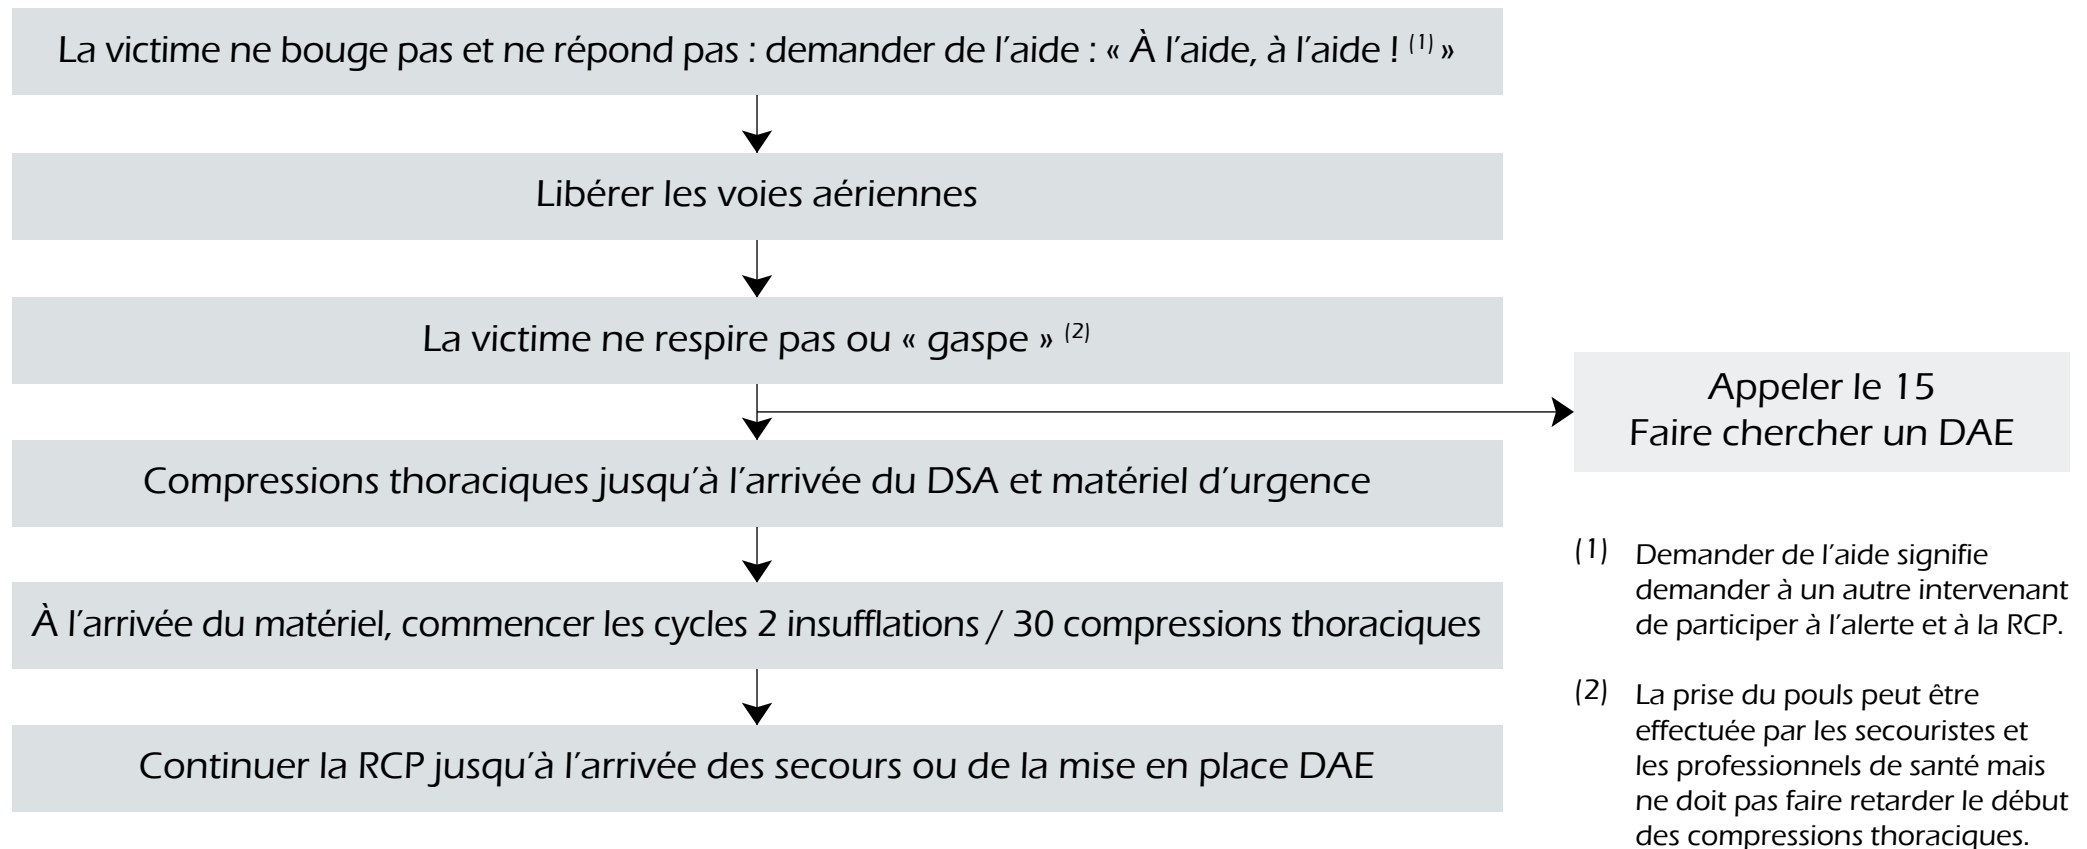 La victime ne bouge pas et ne répond pas : demander de l'aide : « À l'aide, à l'aide ! (1) »
Libérer les voies aériennes
La victime ne respire pas ou « gaspe » (2)
Appeler le 15
Faire chercher un DAE
Compressions thoraciques jusqu'à l'arrivée du DSA et matériel d'urgence
À l'arrivée du matériel, commencer les cycles 2 insufflations / 30 compressions thoraciques
Continuer la RCP jusqu'à l'arrivée des secours ou de la mise en place DAE
(1) Demander de l'aide signifie
demander à un autre intervenant
de participer à l'alerte et à la RCP.
(2) La prise du pouls peut être
effectuée par les secouristes et
les professionnels de santé mais
ne doit pas faire retarder le début
des compressions thoraciques.